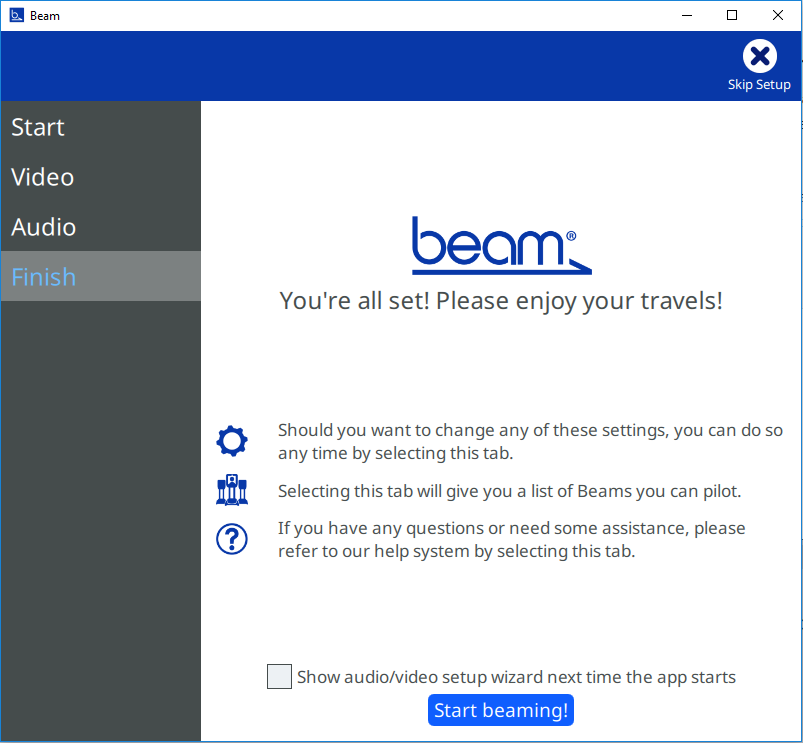 Beam
Skip Setup
Start
Video
Audio
Finish
beam®
You're all set! Please enjoy your travels!
Should you want to change any of these settings, you can do so
any time by selecting this tab.
Selecting this tab will give you a list of Beams you can pilot.
If you have any questions or need some assistance, please
refer to our help system by selecting this tab.
Show audio/video setup wizard next time the app starts
Start beaming!